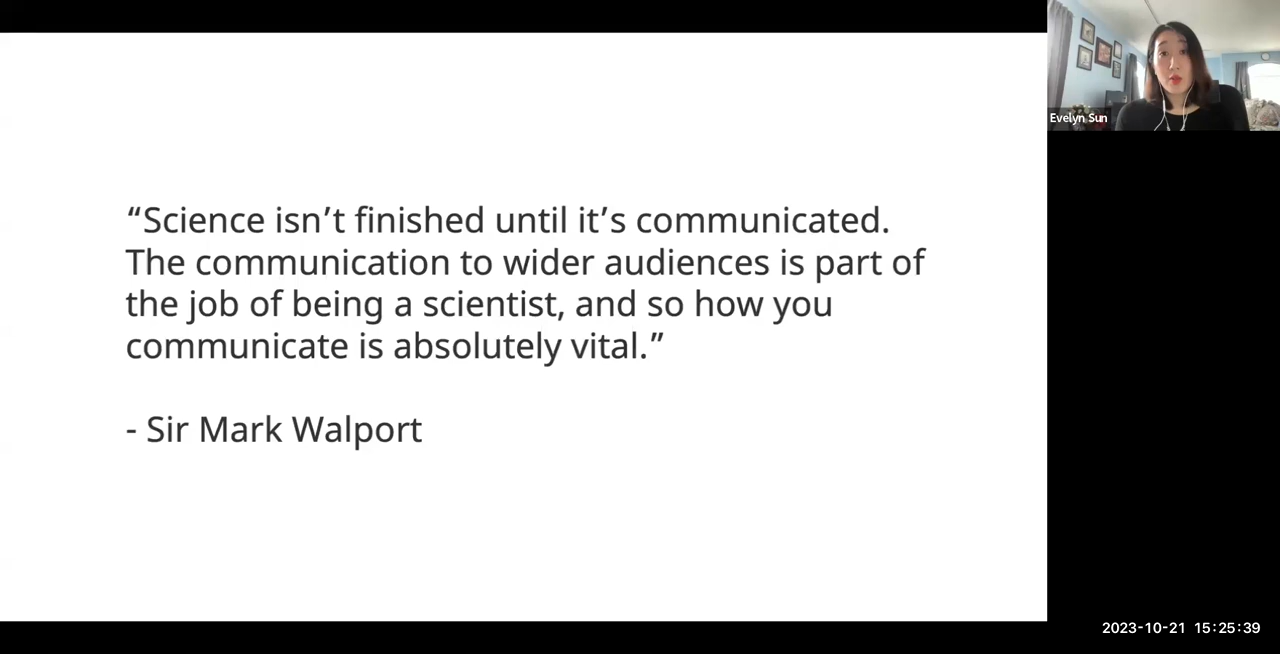 “Science isn’t finished until it’s communicated.
The communication to wider audiences is part of
the job of being a scientist, and so how you
communicate is absolutely vital.”
- Sir Mark Walport
Evelyn Sun
2023-10-21 15:25:39